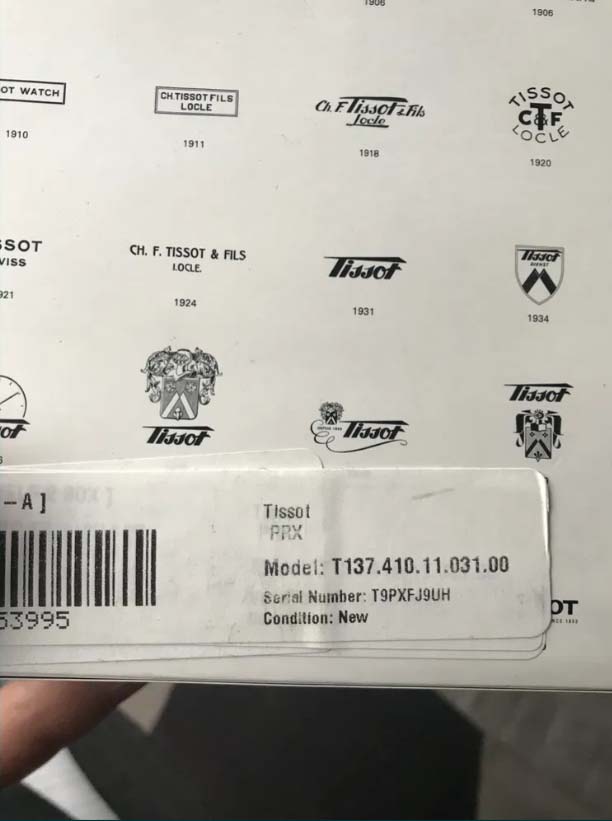 1906
1906
OT WATCH
1910
CH.TISSOT FILS
LOCLE
1911
Ch. F. Tissot & Fils
Locle
1918
TISSOT
C T & F
LOCLE
1920
SSOT
VISS
921
CH. F. TISSOT & FILS
LOCLE.
1924
Tissot
1931
Tissot
1934
ot
Tissot
Tissot
Tissot
-A]
53995
Tissot
PRX
Model: T137.410.11.031.00
Serial Number: T9PXFJ9UH
Condition: New
OT